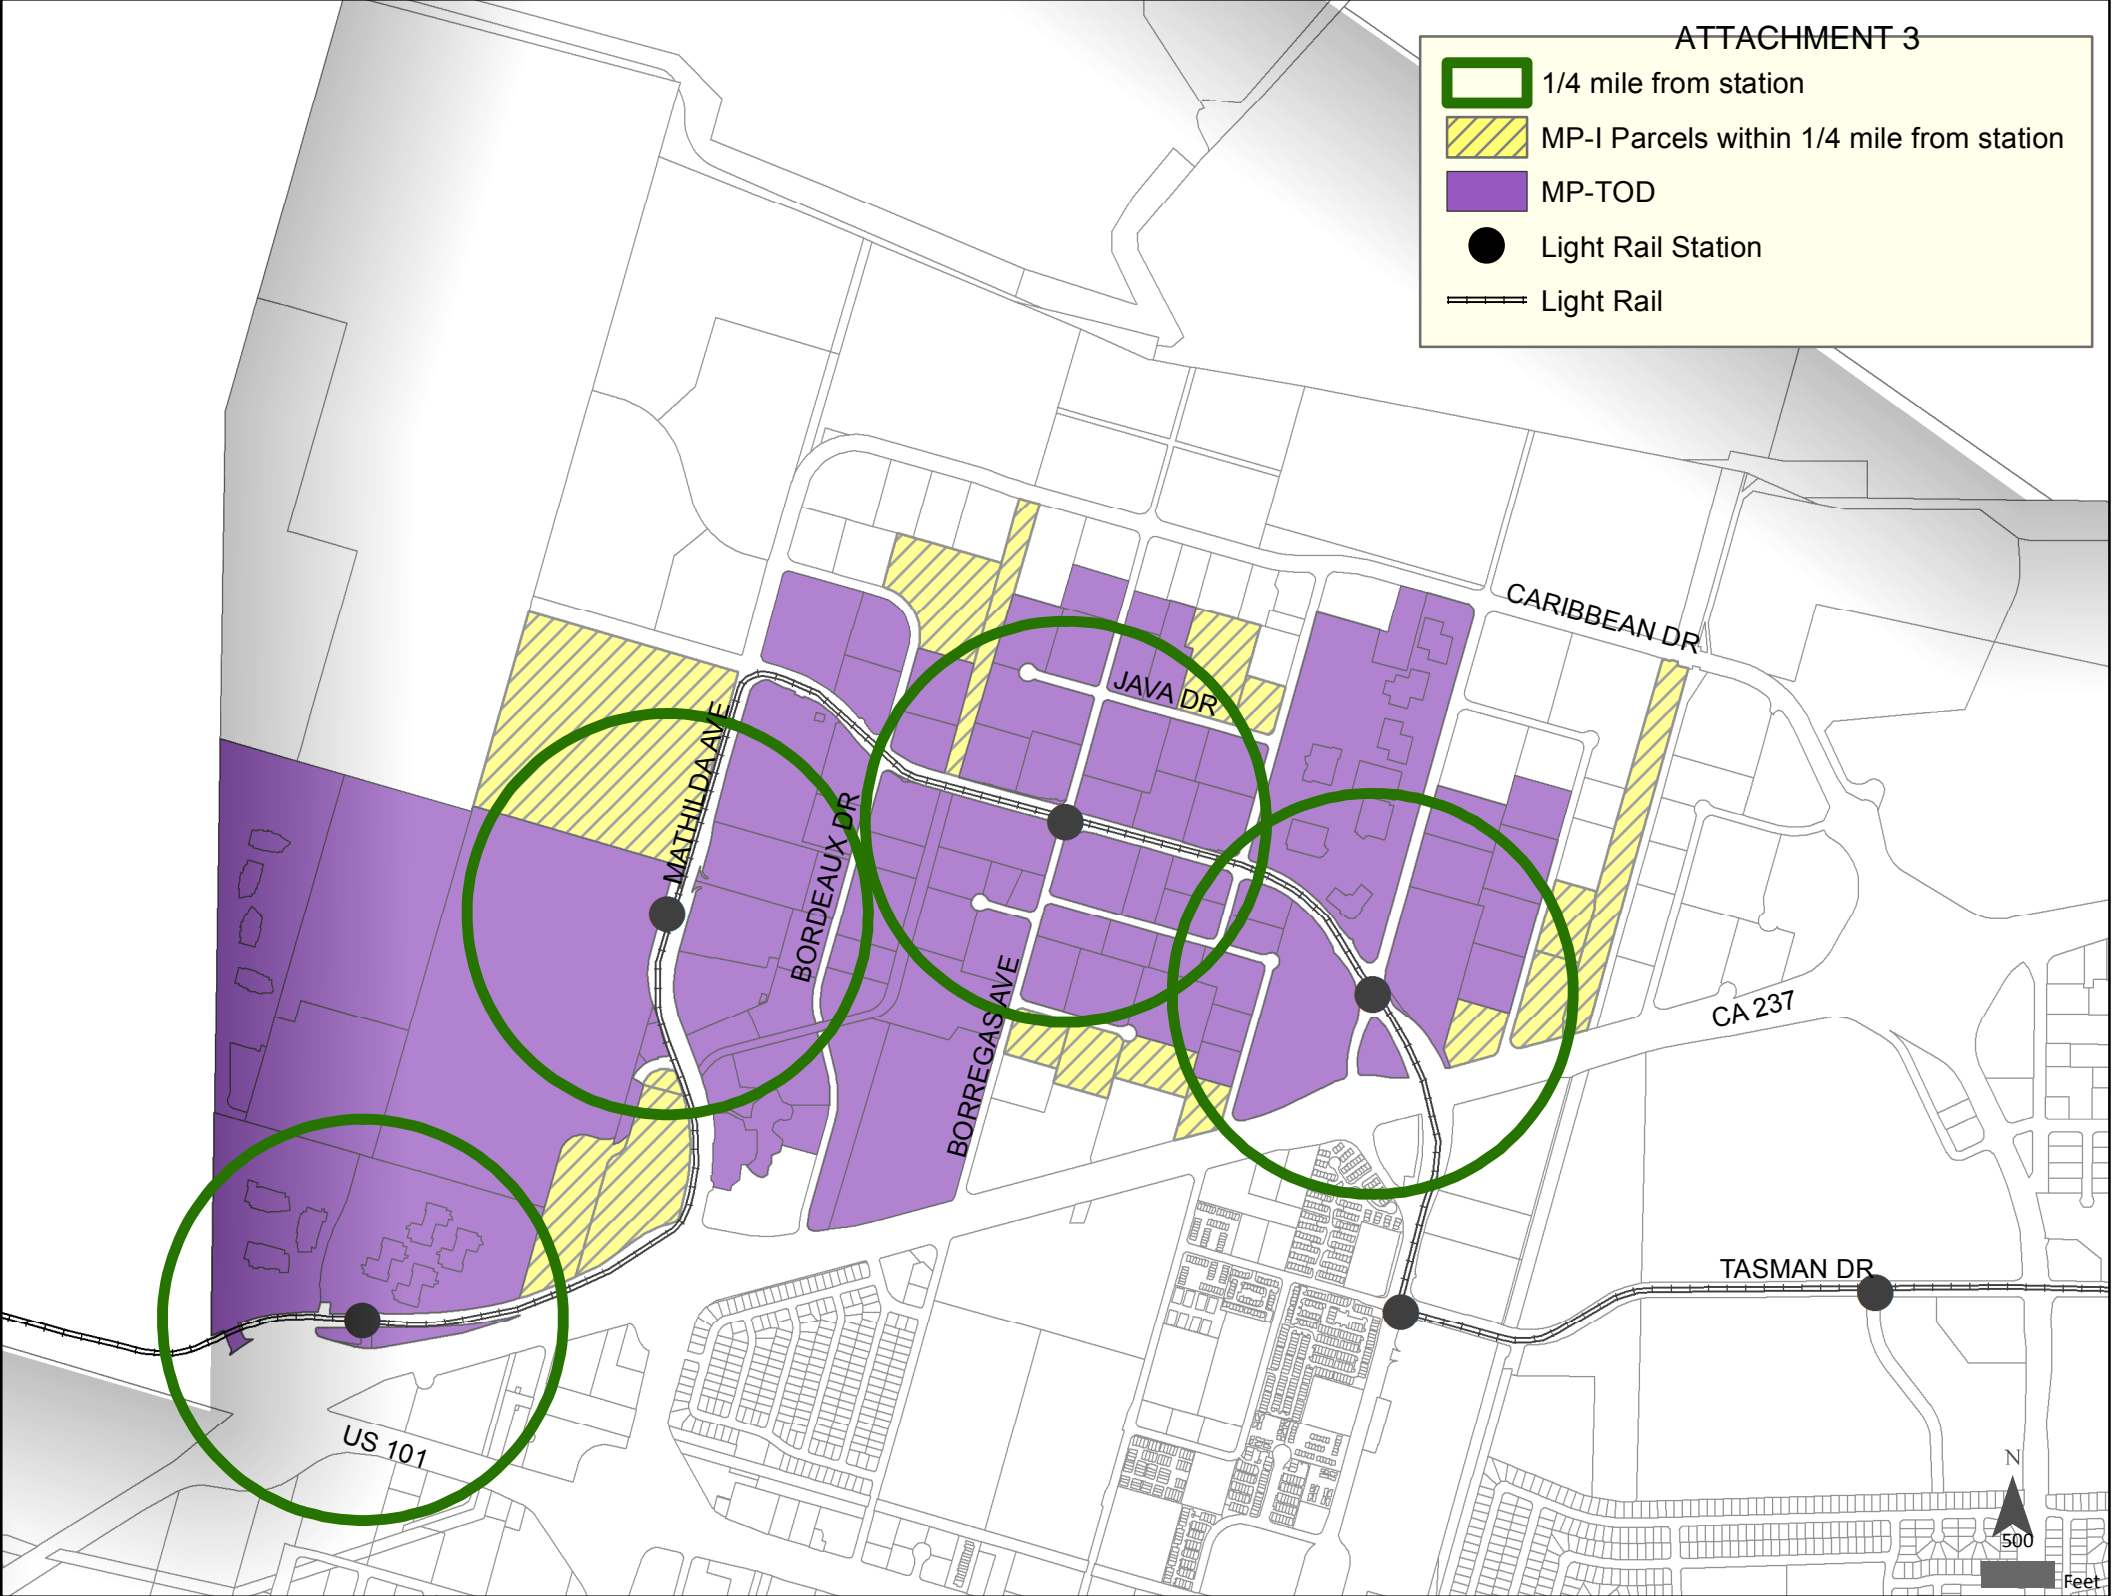 ATTACHMENT 3
1/4 mile from station
MP-I Parcels within 1/4 mile from station
MP-TOD
Light Rail Station
Light Rail
CARIBBEAN DR
JAVA DR
MATHILDA AVE
BORDEAUX DR
BORREGAS AVE
CA 237
TASMAN DR
US 101
N
500
Feet